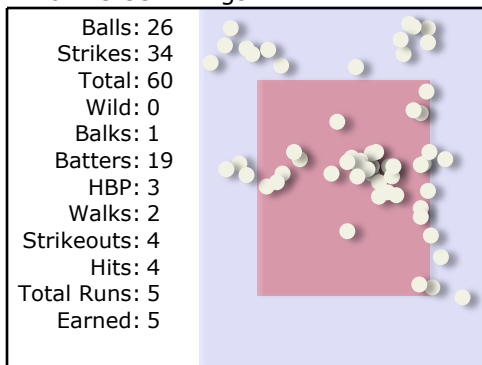 Balls: 26
Strikes: 34
Total: 60
Wild: 0
Balks: 1
Batters: 19
HBP: 3
Walks: 2
Strikeouts: 4
Hits: 4
Total Runs: 5
Earned: 5